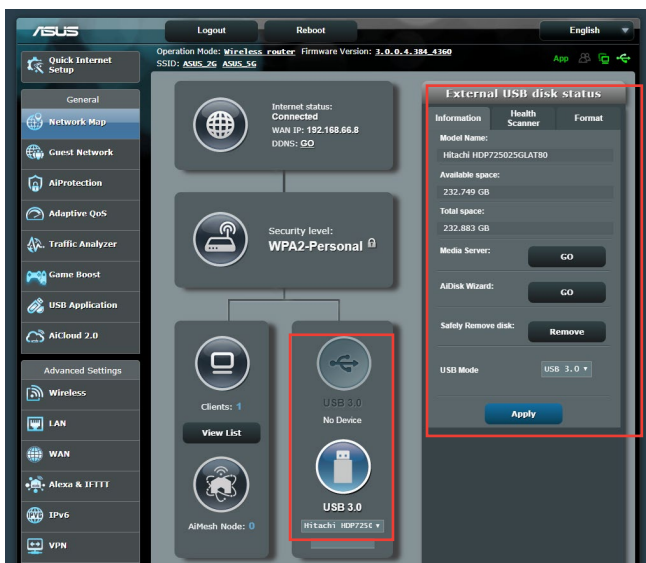 ASUS
Logout
Reboot
English
Quick Internet
Setup
Operation Mode: Wireless router Firmware Version: 3.0.0.4.384_4360
SSID: ASUS_2G ASUS_5G
App
General
Network Map
Guest Network
AiProtection
Adaptive QoS
Traffic Analyzer
Game Boost
USB Application
AiCloud 2.0
Advanced Settings
Wireless
LAN
WAN
Alexa & IFTTT
IPv6
VPN
Internet status:
Connected
WAN IP: 192.168.66.8
DDNS: GO
Security level:
WPA2-Personal
Clients: 1
View List
AiMesh Node: 0
USB 3.0
No Device
USB 3.0
Hitachi HDP725C
External USB disk status
Information
Health
Scanner
Format
Model Name:
Hitachi HDP725025GLAT80
Available space:
232.749 GB
Total space:
232.883 GB
Media Server:
GO
AiDisk Wizard:
GO
Safely Remove disk:
Remove
USB Mode
USB 3.0
Apply